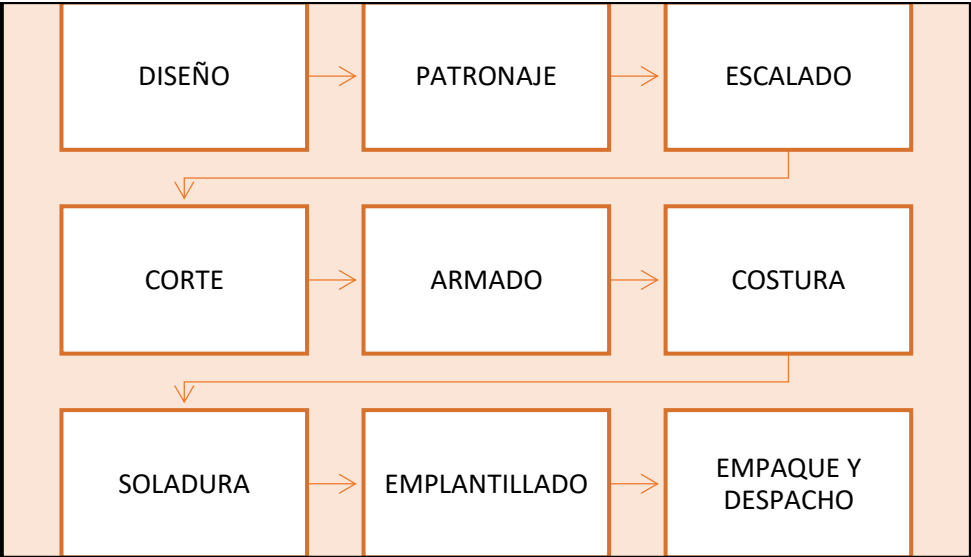 DISEÑO
PATRONAJE
ESCALADO
CORTE
ARMADO
COSTURA
SOLADURA
EMPLANTILLADO
EMPAQUE Y
DESPACHO